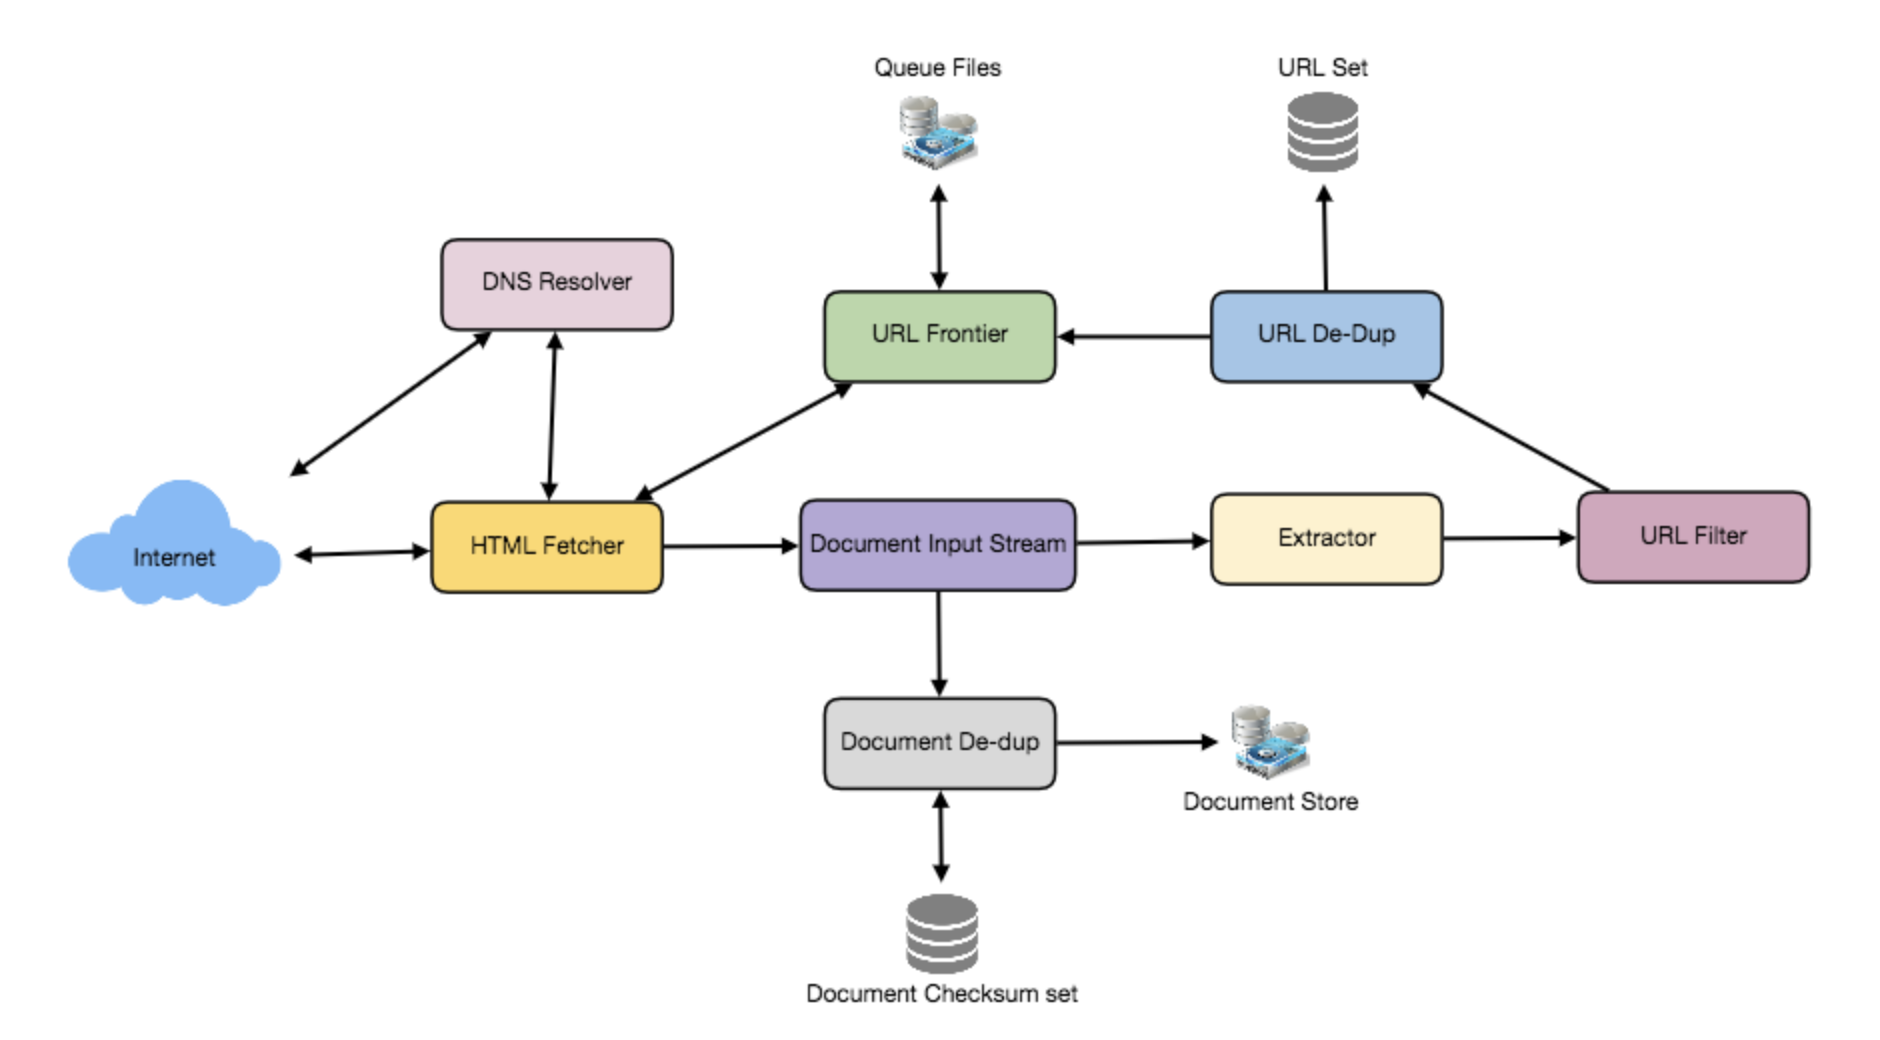 Queue Files
URL Set
DNS Resolver
URL Frontier
URL De-Dup
Internet
HTML Fetcher
Document Input Stream
Extractor
URL Filter
Document De-dup
Document Store
Document Checksum set